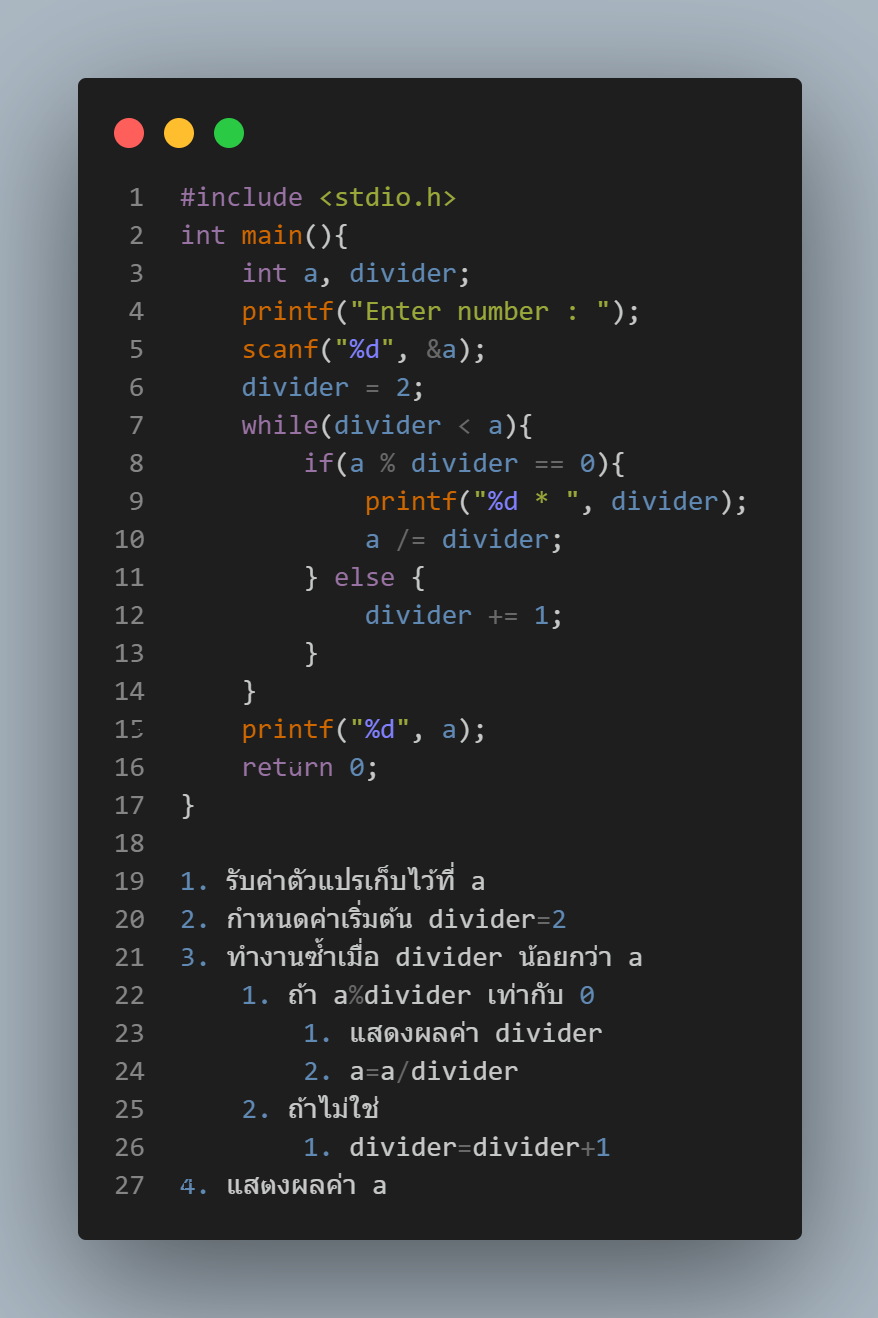 1 #include <stdio.h>
2 int main(){
3     int a, divider;
4     printf("Enter number : ");
5     scanf("%d", &a);
6     divider = 2;
7     while(divider < a){
8         if(a % divider == 0){
9             printf("%d * ", divider);
10             a /= divider;
11         } else {
12             divider += 1;
13         }
14     }
15     printf("%d", a);
16     return 0;
17 }
18
19 1. รับค่าตัวแปรเก็บไว้ที่ a
20 2. กำหนดค่าเริ่มต้น divider=2
21 3. ทำงานซ้ำเมื่อ divider น้อยกว่า a
22     1. ถ้า a%divider เท่ากับ 0
23         1. แสดงผลค่า divider
24         2. a=a/divider
25     2. ถ้าไม่ใช่
26         1. divider=divider+1
27 4. แสดงผลค่า a